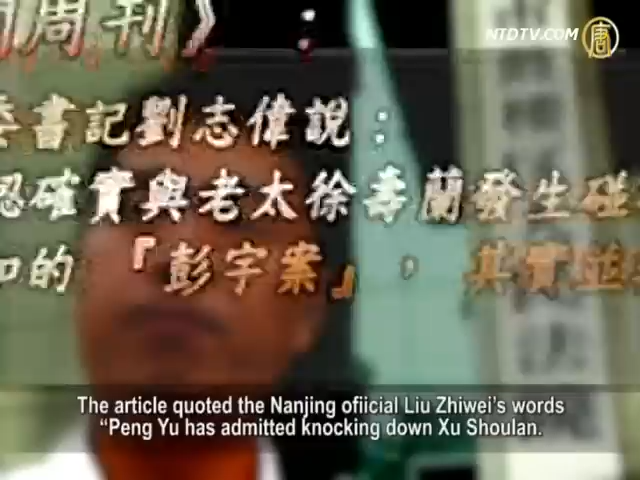 周刊》：
NTDTV.COM
唐
書記劉志偉說：
確實與老太徐壽蘭發生碰
的『彭宇案』，其實並
The article quoted the Nanjing ofiicial Liu Zhiwei's words
“Peng Yu has admitted knocking down Xu Shoulan.